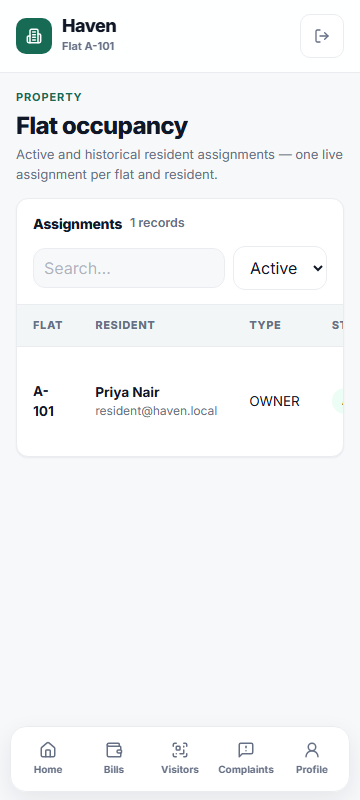 Haven
Flat A-101
PROPERTY
Flat occupancy
Active and historical resident assignments — one live
assignment per flat and resident.
Assignments 1 records
Search...
Active
FLAT RESIDENT TYPE ST
A-
101
Priya Nair
resident@haven.local
OWNER
Home Bills Visitors Complaints Profile